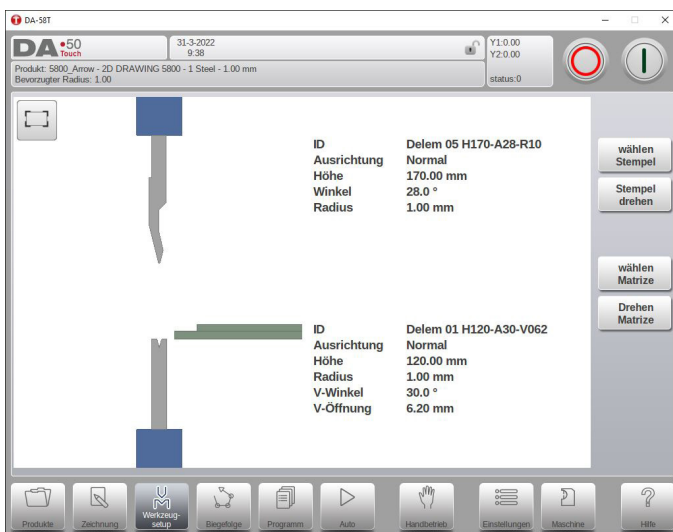 DA-58T
DA 50
Touch
31-3-2022
9:38
Y1:0.00
Y2:0.00
status:0
Produkt: 5800_Arrow - 2D DRAWING 5800 - 1 Steel - 1.00 mm
Bevorzugter Radius: 1.00
ID Delem 05 H170-A28-R10
Ausrichtung Normal
Höhe 170.00 mm
Winkel 28.0 °
Radius 1.00 mm
wählen
Stempel
Stempel
drehen
wählen
Matrize
Drehen
Matrize
ID Delem 01 H120-A30-V062
Ausrichtung Normal
Höhe 120.00 mm
Radius 1.00 mm
V-Winkel 30.0 °
V-Öffnung 6.20 mm
Produkte
Zeichnung
Werkzeug-
setup
Biegefolge
Programm
Auto
Handbetrieb
Einstellungen
Maschine
Hilfe